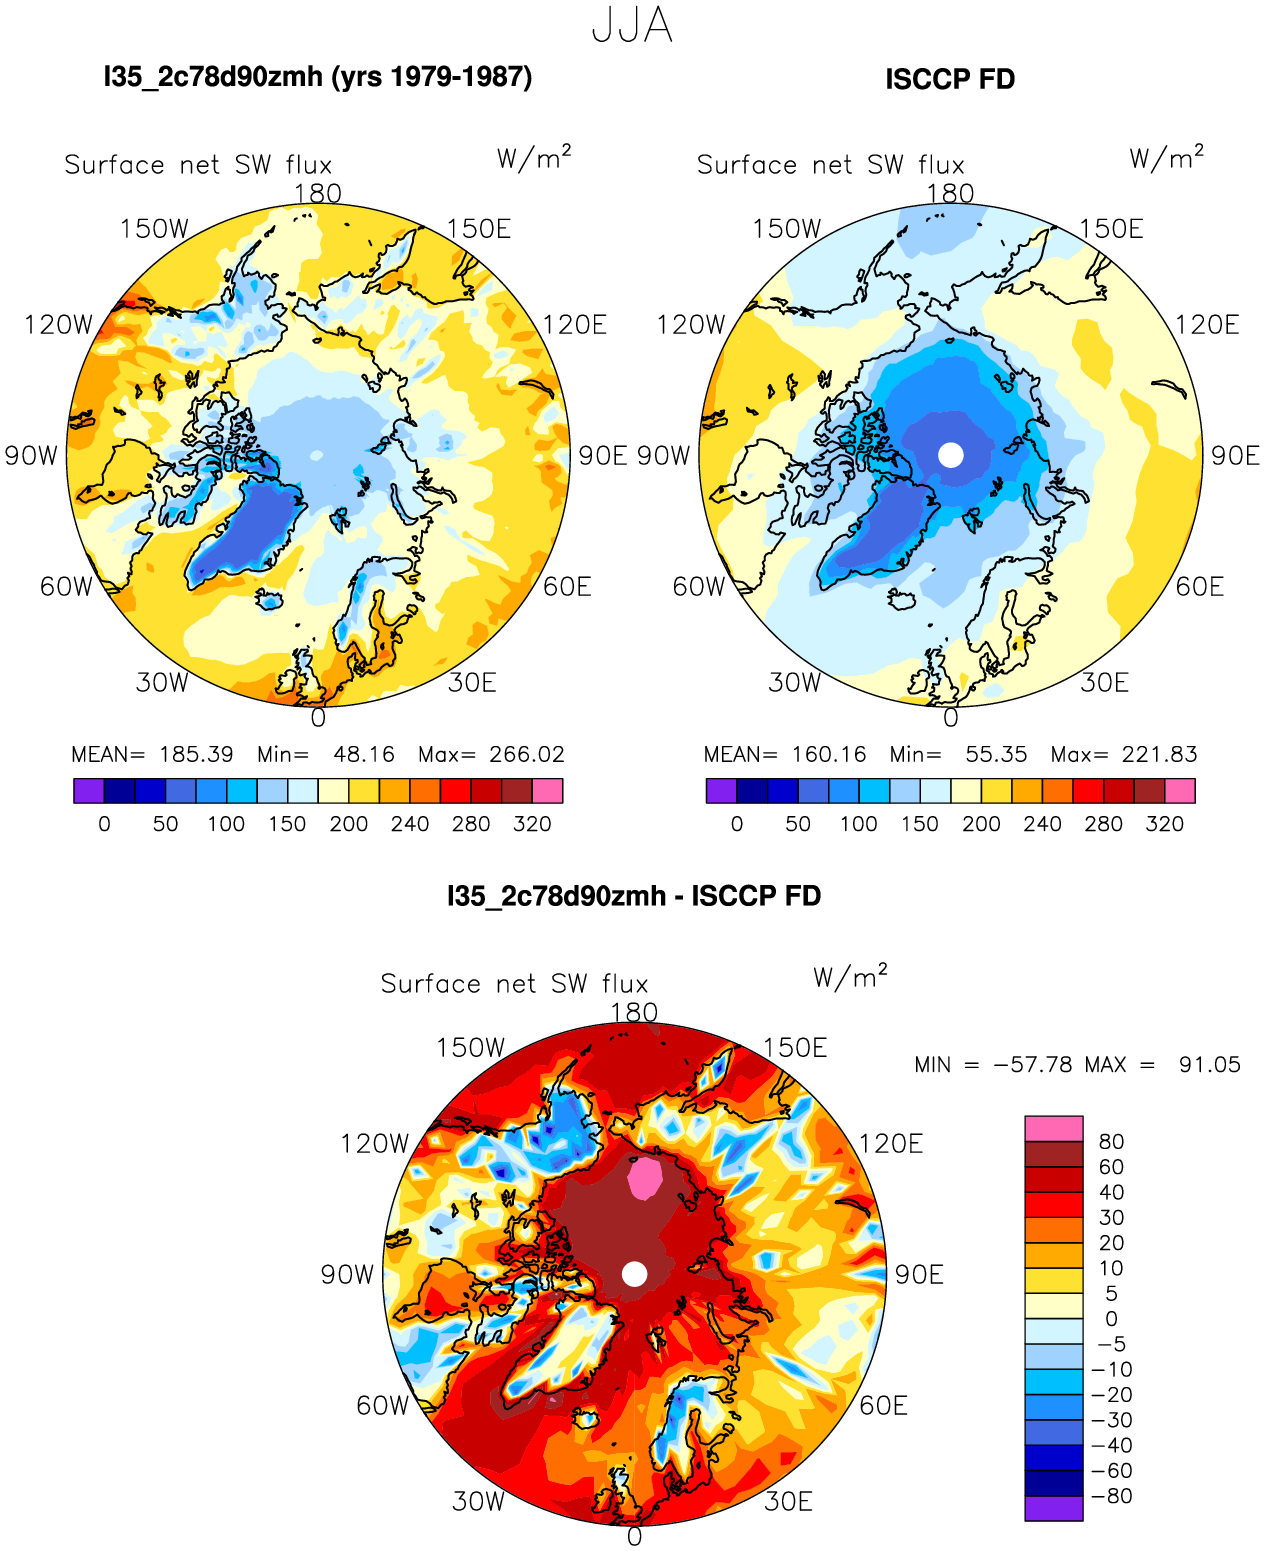 JJA
I35_2c78d90zmh (yrs 1979-1987)
ISCCP FD
Surface net SW flux W/m²
Surface net SW flux W/m²
180
150W 150E
120W 120E
90W 90E
60W 60E
30W 30E
0
180
150W 150E
120W 120E
90W 90E
60W 60E
30W 30E
0
MEAN= 185.39 Min= 48.16 Max= 266.02
0 50 100 150 200 240 280 320
MEAN= 160.16 Min= 55.35 Max= 221.83
0 50 100 150 200 240 280 320
I35_2c78d90zmh - ISCCP FD
Surface net SW flux W/m²
180
150W 150E
120W 120E
90W 90E
60W 60E
30W 30E
0
MIN = -57.78 MAX = 91.05
80
60
40
30
20
10
5
0
-5
-10
-20
-30
-40
-60
-80